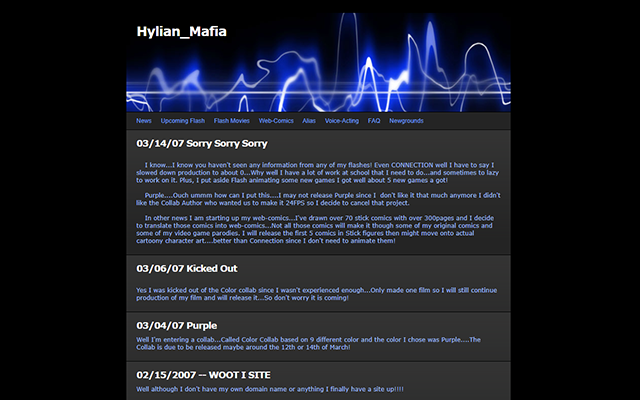 Hylian_Mafia
News Upcoming Flash Flash Movies Web-Comics Alias Voice-Acting FAQ Newgrounds
03/14/07 Sorry Sorry Sorry
I know...I know you haven't seen any information from any of my flashes! Even CONNECTION well I have to say I
slowed down production to about 0...Why well I have a lot of work at school that I need to do...and sometimes to lazy
to work on it. Plus, I put aside Flash animating some new games I got well about 5 new games a got!
Purple....Ouch ummm how can I put this....I may not release Purple since I don't like it that much anymore I didn't
like the Collab Author who wanted us to make it 24FPS so I decide to cancel that project.
In other news I am starting up my web-comics...I've drawn over 70 stick comics with over 300pages and I decide
to translate those comics into web-comics...Not all those comics will make it though some of my original comics and
some of my video game parodies. I will release the first 5 comics in Stick figures then might move onto actual
cartoony character art....better than Connection since I don't need to animate them!
03/06/07 Kicked Out
Yes I was kicked out of the Color collab since I wasn't experienced enough...Only made one film so I will still continue
production of my film and will release it...So don't worry it is coming!
03/04/07 Purple
Well I'm entering a collab...Called Color Collab based on 9 different color and the color I chose was Purple....The
Collab is due to be released maybe around the 12th or 14th of March!
02/15/2007 -- WOOT I SITE
Well although I don't have my own domain name or anything I finally have a site up!!!!